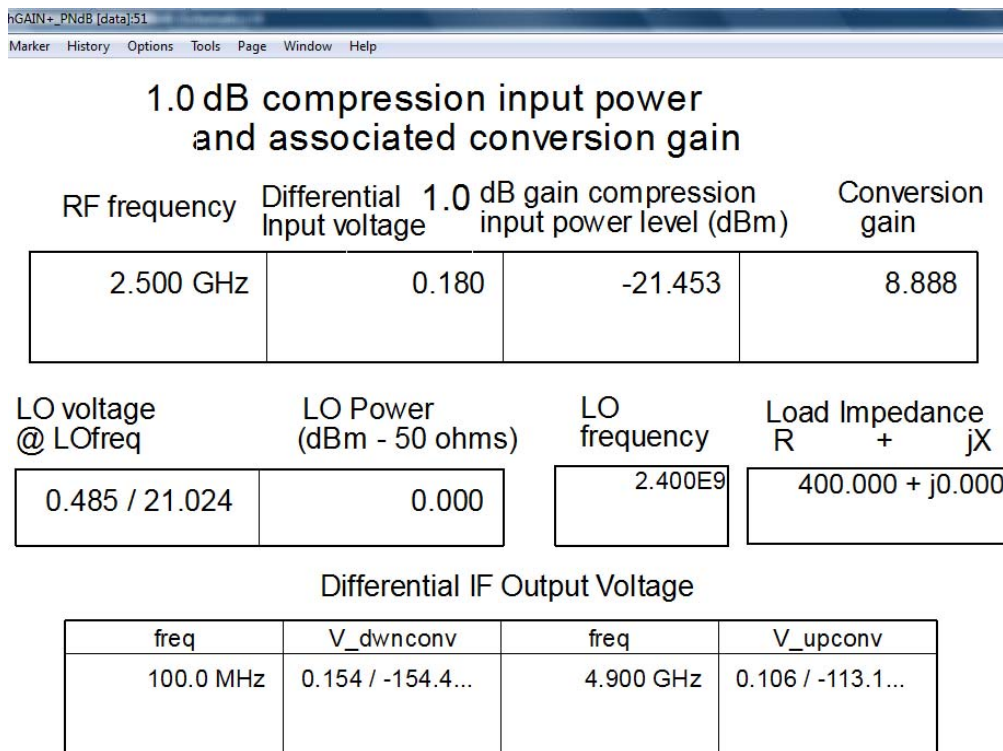 hGAIN+_PNdB [data]:51
Marker History Options Tools Page Window Help
1.0 dB compression input power
and associated conversion gain
RF frequency
Differential
Input voltage
1.0 dB gain compression
input power level (dBm)
Conversion
gain
2.500 GHz 0.180 -21.453 8.888
LO voltage
@ LOfreq
LO Power
(dBm - 50 ohms)
LO
frequency
Load Impedance
R + jX
0.485 / 21.024 0.000 2.400E9 400.000 + j0.000
Differential IF Output Voltage
freq V_dwnconv freq V_upconv
100.0 MHz 0.154 / -154.4... 4.900 GHz 0.106 / -113.1...